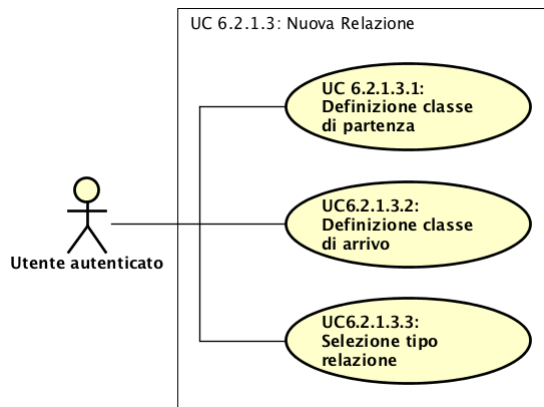 UC 6.2.1.3: Nuova Relazione
UC 6.2.1.3.1:
Definizione classe
di partenza
UC6.2.1.3.2:
Definizione classe
di arrivo
Utente autenticato
UC6.2.1.3.3:
Selezione tipo
relazione